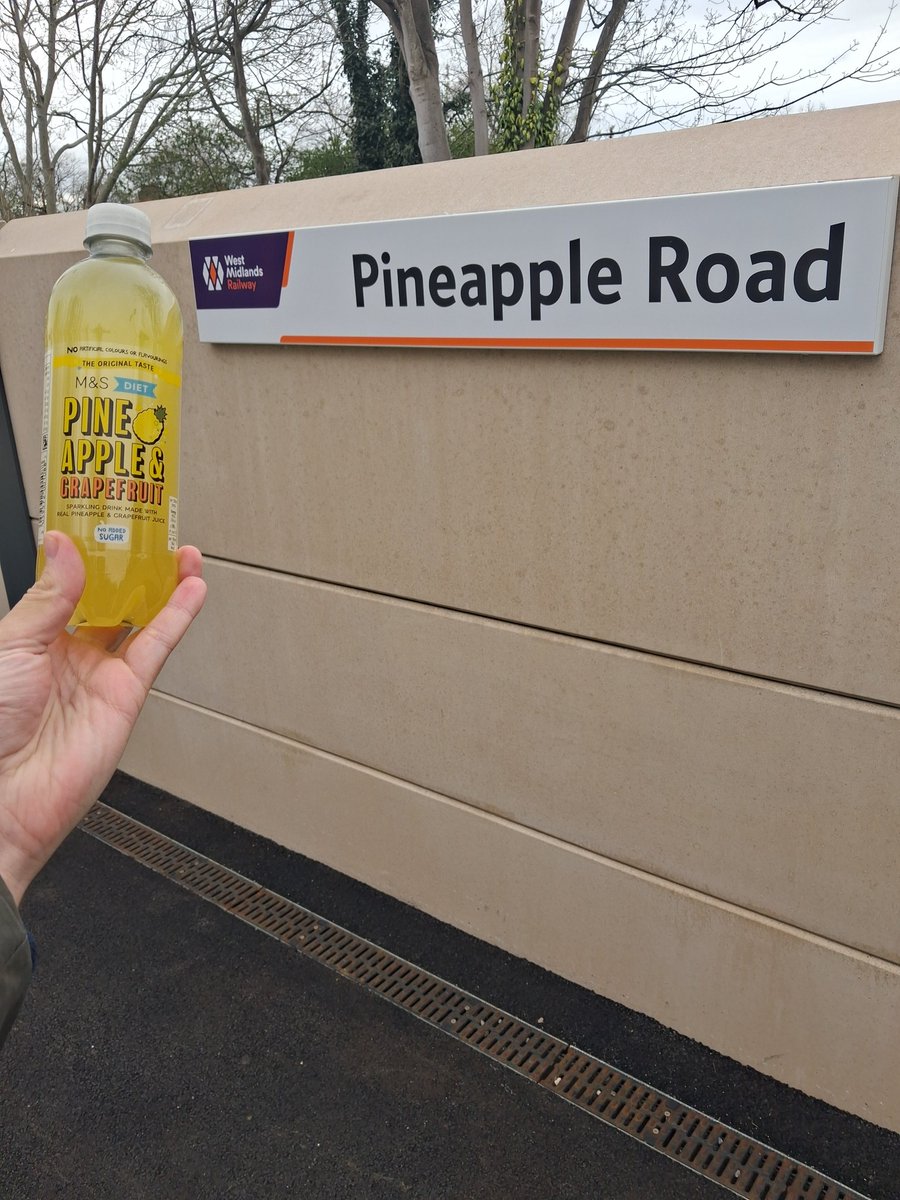 West
Midlands
Railway
Pineapple Road
NO ARTIFICIAL COLOURS OR FLAVOURINGS
THE ORIGINAL TASTE
M&S DIET
PINE
APPLE &
GRAPEFRUIT
SPARKLING DRINK MADE WITH
REAL PINEAPPLE & GRAPEFRUIT JUICE
NO ADDED
SUGAR